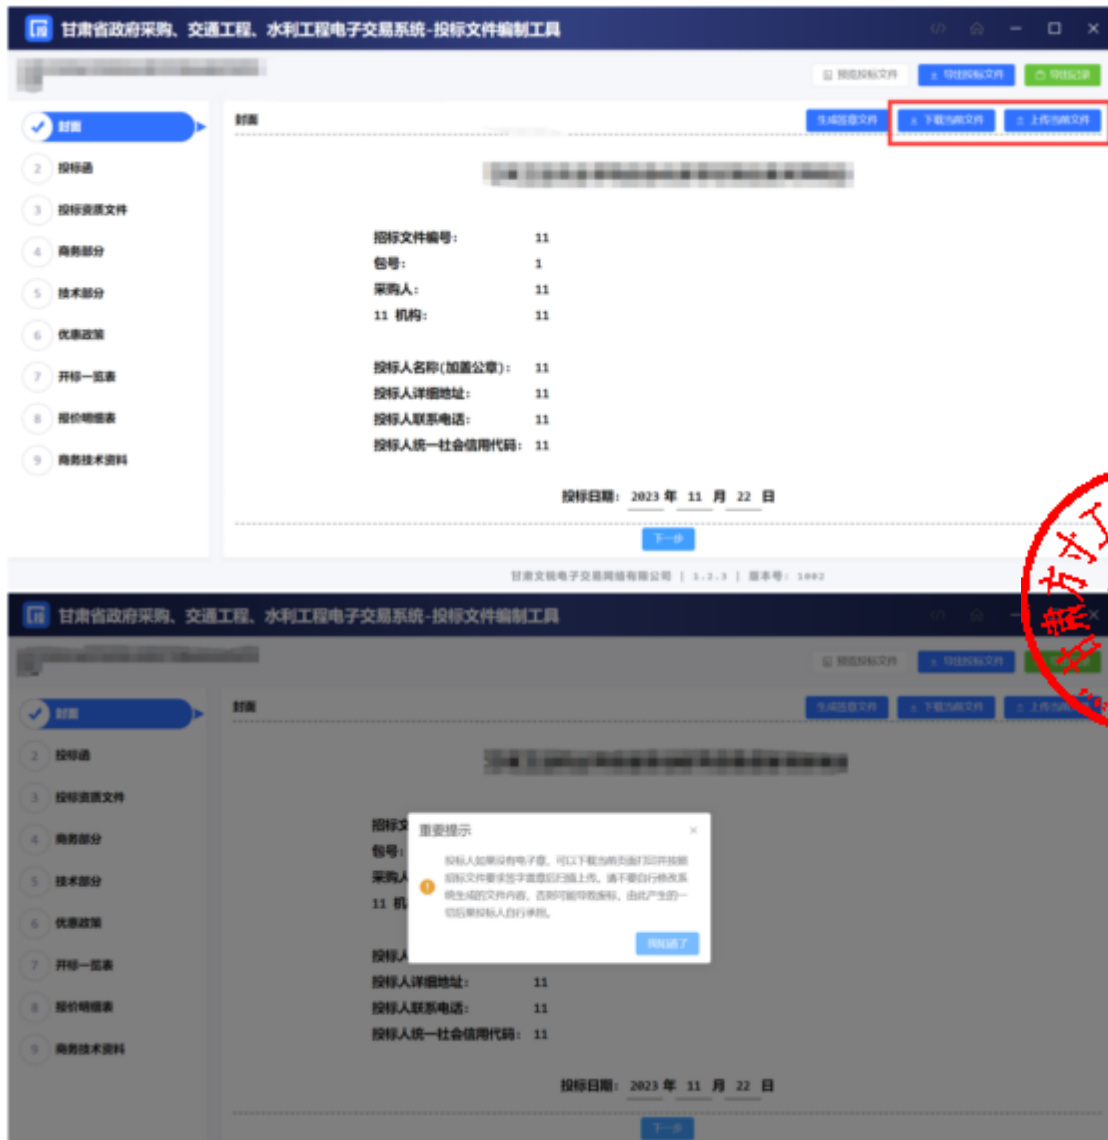 甘肃省政府采购、交通工程、水利工程电子交易系统-投标文件编制工具
预览投标文件 导出投标文件 导出记录
封面 封面 生成签章文件 下载当前文件 上传当前文件
2 投标函
3 投标资质文件
4 商务部分
5 技术部分
6 优惠政策
7 开标一览表
8 报价明细表
9 商务技术资料
招标文件编号: 11
包号: 1
采购人: 11
11 机构: 11
投标人名称(加盖公章): 11
投标人详细地址: 11
投标人联系电话: 11
投标人统一社会信用代码: 11
投标日期: 2023 年 11 月 22 日
下一步
甘肃文锐电子交易网络有限公司 | 1.2.3 | 版本号: 1002
甘肃省政府采购、交通工程、水利工程电子交易系统-投标文件编制工具
预览投标文件 导出投标文件
封面 封面 生成签章文件 下载当前文件 上传当前文件
2 投标函
3 投标资质文件
4 商务部分
5 技术部分
6 优惠政策
7 开标一览表
8 报价明细表
9 商务技术资料
招标文
包号:
采购人
11 机
重要提示
投标人如果没有电子章，可以下载当前页面打印并按照
招标文件要求签字盖章后扫描上传，请不要自行修改系
统生成的文件内容，否则可能导致废标，由此产生的一
切后果投标人自行承担。
我知道了
投标人
投标人详细地址: 11
投标人联系电话: 11
投标人统一社会信用代码: 11
投标日期: 2023 年 11 月 22 日
下一步